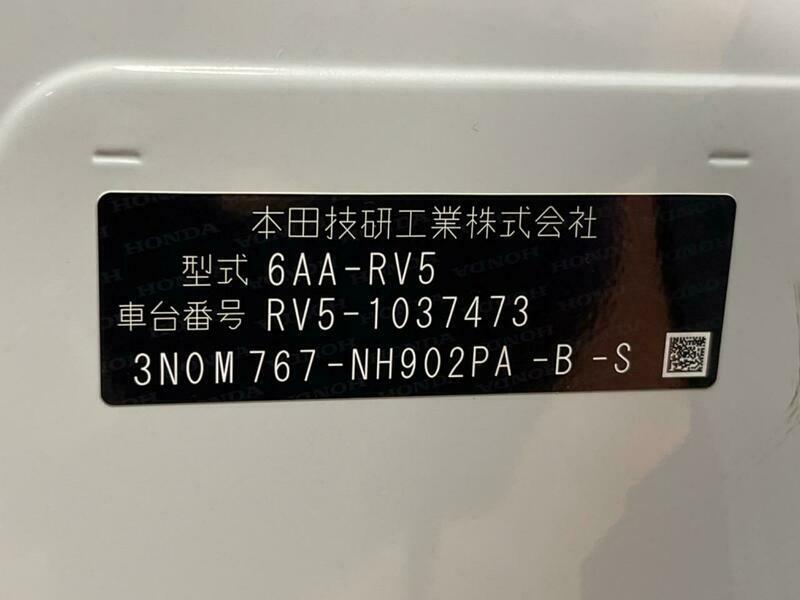 本田技研工業株式会社
型式 6AA-RV5
車台番号 RV5-1037473
3N0M 767-NH902PA -B -S